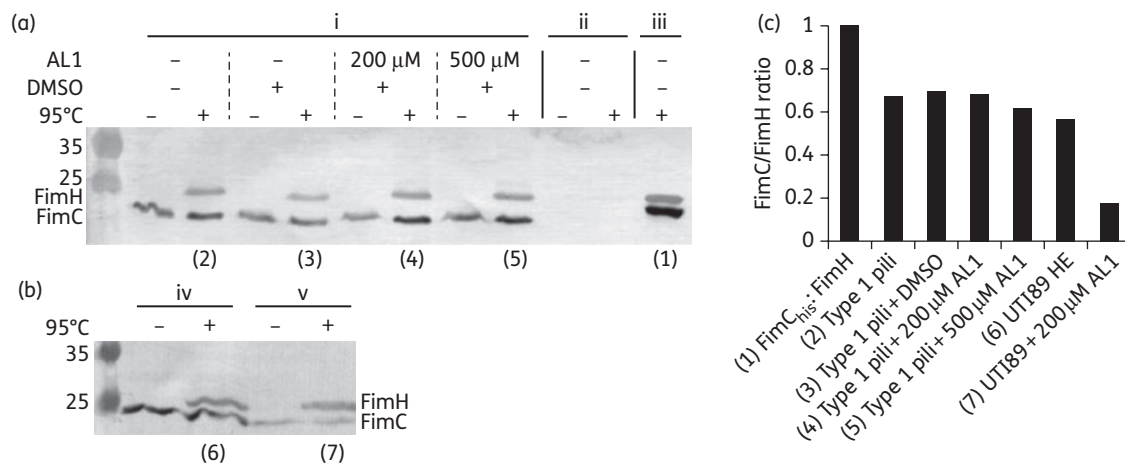 (a)
i
ii
iii
AL1 – – 200 µM 500 µM – –
DMSO – + + + – –
95°C – + – + – + – + – + +
35
25
FimH
FimC
(2) (3) (4) (5) (1)
(b)
iv
v
95°C – + – +
35
25
FimH
FimC
(6) (7)
(c)
FimC/FimH ratio
1
0.8
0.6
0.4
0.2
0
(1) FimC_his: FimH
(2) Type 1 pili
(3) Type 1 pili + DMSO
(4) Type 1 pili + 200 µM AL1
(5) Type 1 pili + 500 µM AL1
(6) UTI89 HE
(7) UTI89 + 200 µM AL1